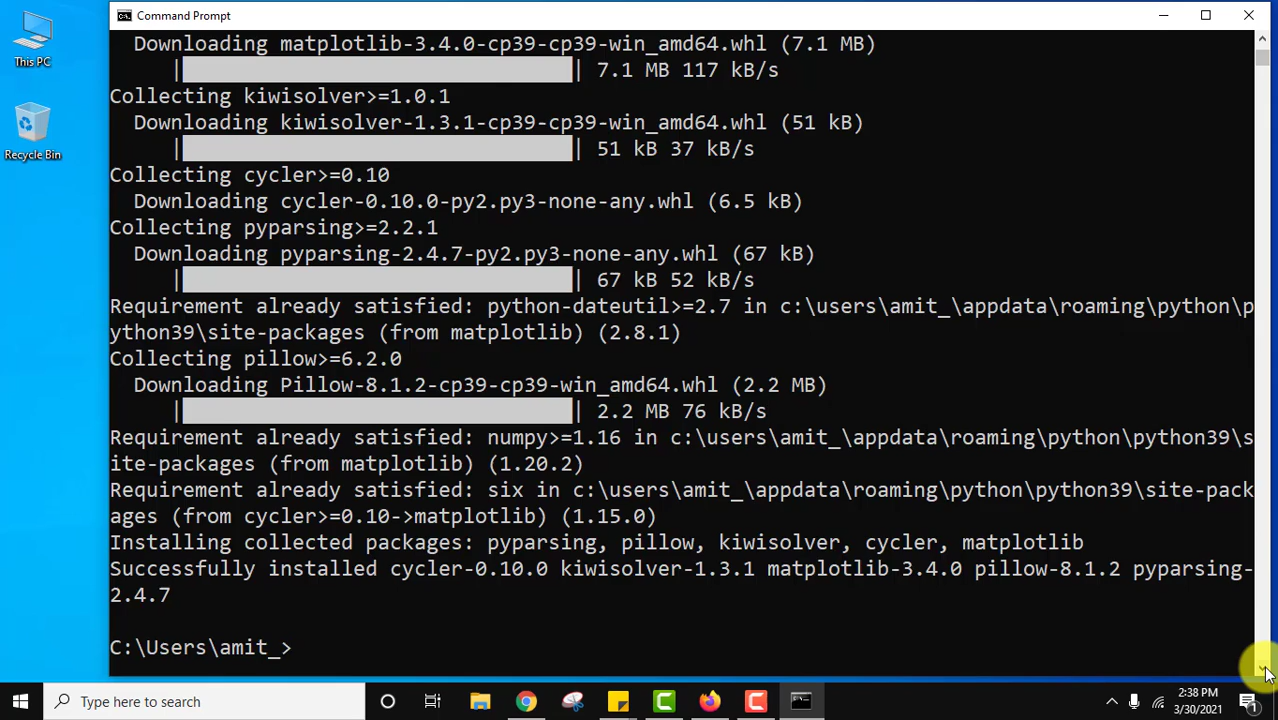 Command Prompt
This PC
Recycle Bin
Downloading matplotlib-3.4.0-cp39-cp39-win_amd64.whl (7.1 MB)
| | 7.1 MB 117 kB/s
Collecting kiwisolver>=1.0.1
Downloading kiwisolver-1.3.1-cp39-cp39-win_amd64.whl (51 kB)
| | 51 kB 37 kB/s
Collecting cycler>=0.10
Downloading cycler-0.10.0-py2.py3-none-any.whl (6.5 kB)
Collecting pyparsing>=2.2.1
Downloading pyparsing-2.4.7-py2.py3-none-any.whl (67 kB)
| | 67 kB 52 kB/s
Requirement already satisfied: python-dateutil>=2.7 in c:\users\amit_\appdata\roaming\python\p
ython39\site-packages (from matplotlib) (2.8.1)
Collecting pillow>=6.2.0
Downloading Pillow-8.1.2-cp39-cp39-win_amd64.whl (2.2 MB)
| | 2.2 MB 76 kB/s
Requirement already satisfied: numpy>=1.16 in c:\users\amit_\appdata\roaming\python\python39\s
ite-packages (from matplotlib) (1.20.2)
Requirement already satisfied: six in c:\users\amit_\appdata\roaming\python\python39\site-pack
ages (from cycler>=0.10->matplotlib) (1.15.0)
Installing collected packages: pyparsing, pillow, kiwisolver, cycler, matplotlib
Successfully installed cycler-0.10.0 kiwisolver-1.3.1 matplotlib-3.4.0 pillow-8.1.2 pyparsing-
2.4.7
C:\Users\amit_>
Type here to search
2:38 PM
3/30/2021
1